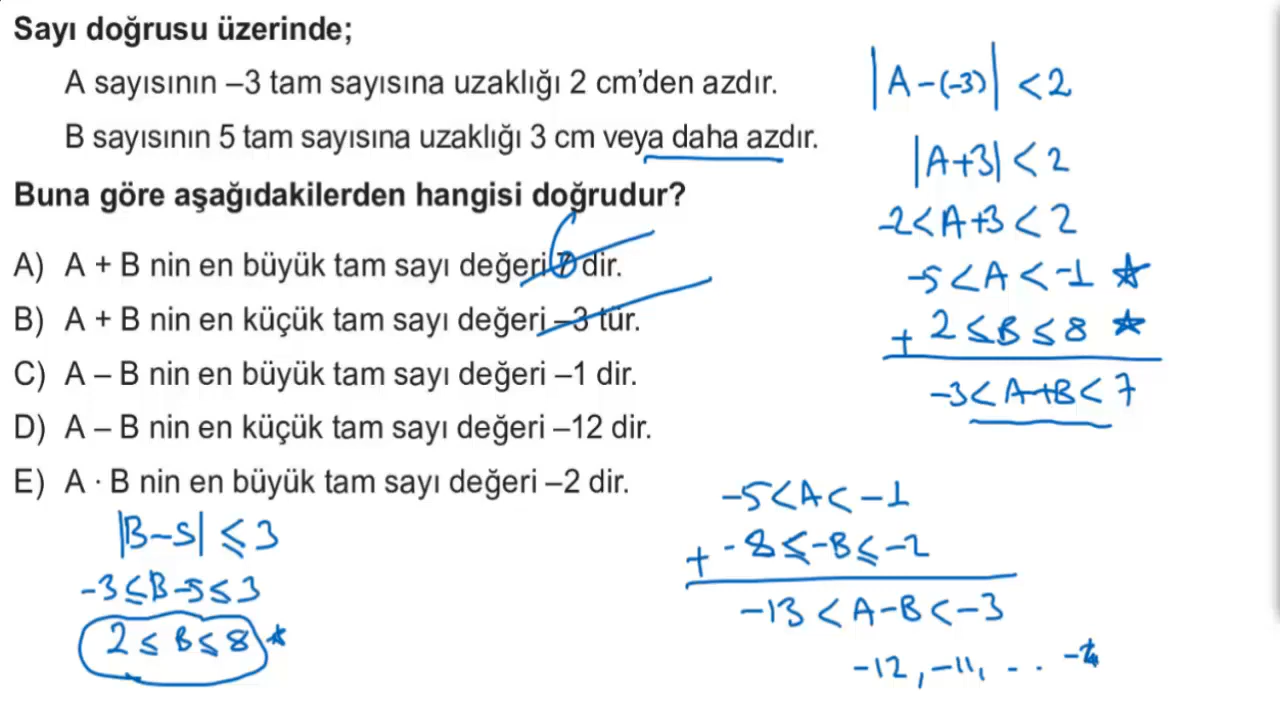 Sayı doğrusu üzerinde;
A sayısının –3 tam sayısına uzaklığı 2 cm'den azdır.
B sayısının 5 tam sayısına uzaklığı 3 cm veya daha azdır.
Buna göre aşağıdakilerden hangisi doğrudur?
A) A + B nin en büyük tam sayı değeri 7 dir.
B) A + B nin en küçük tam sayı değeri –3 tür.
C) A – B nin en büyük tam sayı değeri –1 dir.
D) A – B nin en küçük tam sayı değeri –12 dir.
E) A · B nin en büyük tam sayı değeri –2 dir.
|A-(-3)| < 2
|A+3| < 2
-2 < A+3 < 2
-5 < A < -1 ★
+ 2 ≤ B ≤ 8 ★
-3 < A+B < 7
|B-5| ≤ 3
-3 ≤ B-5 ≤ 3
2 ≤ B ≤ 8 ★
-5 < A < -1
+ -8 ≤ -B ≤ -2
-13 < A-B < -3
-12, -11, . .